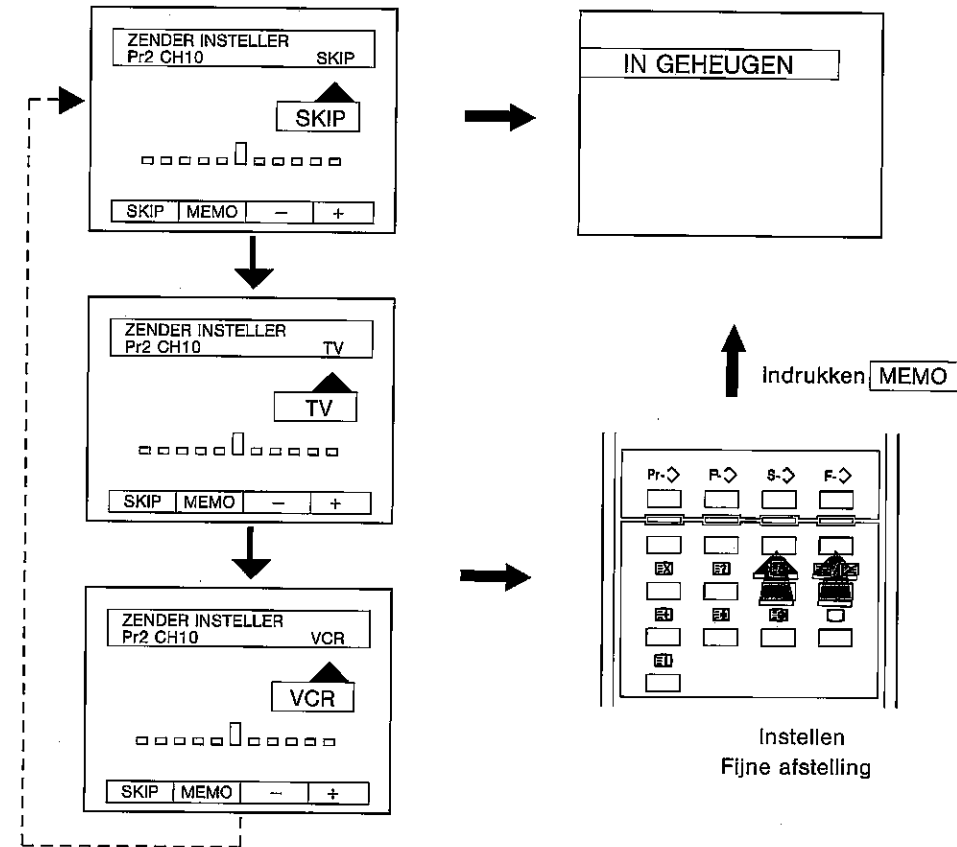 ZENDER INSTELLER
Pr2 CH10 SKIP
SKIP
SKIP MEMO − +
IN GEHEUGEN
ZENDER INSTELLER
Pr2 CH10 TV
TV
SKIP MEMO − +
Indrukken MEMO
ZENDER INSTELLER
Pr2 CH10 VCR
VCR
SKIP MEMO − +
Pr- P- S- F-
Instellen
Fijne afstelling